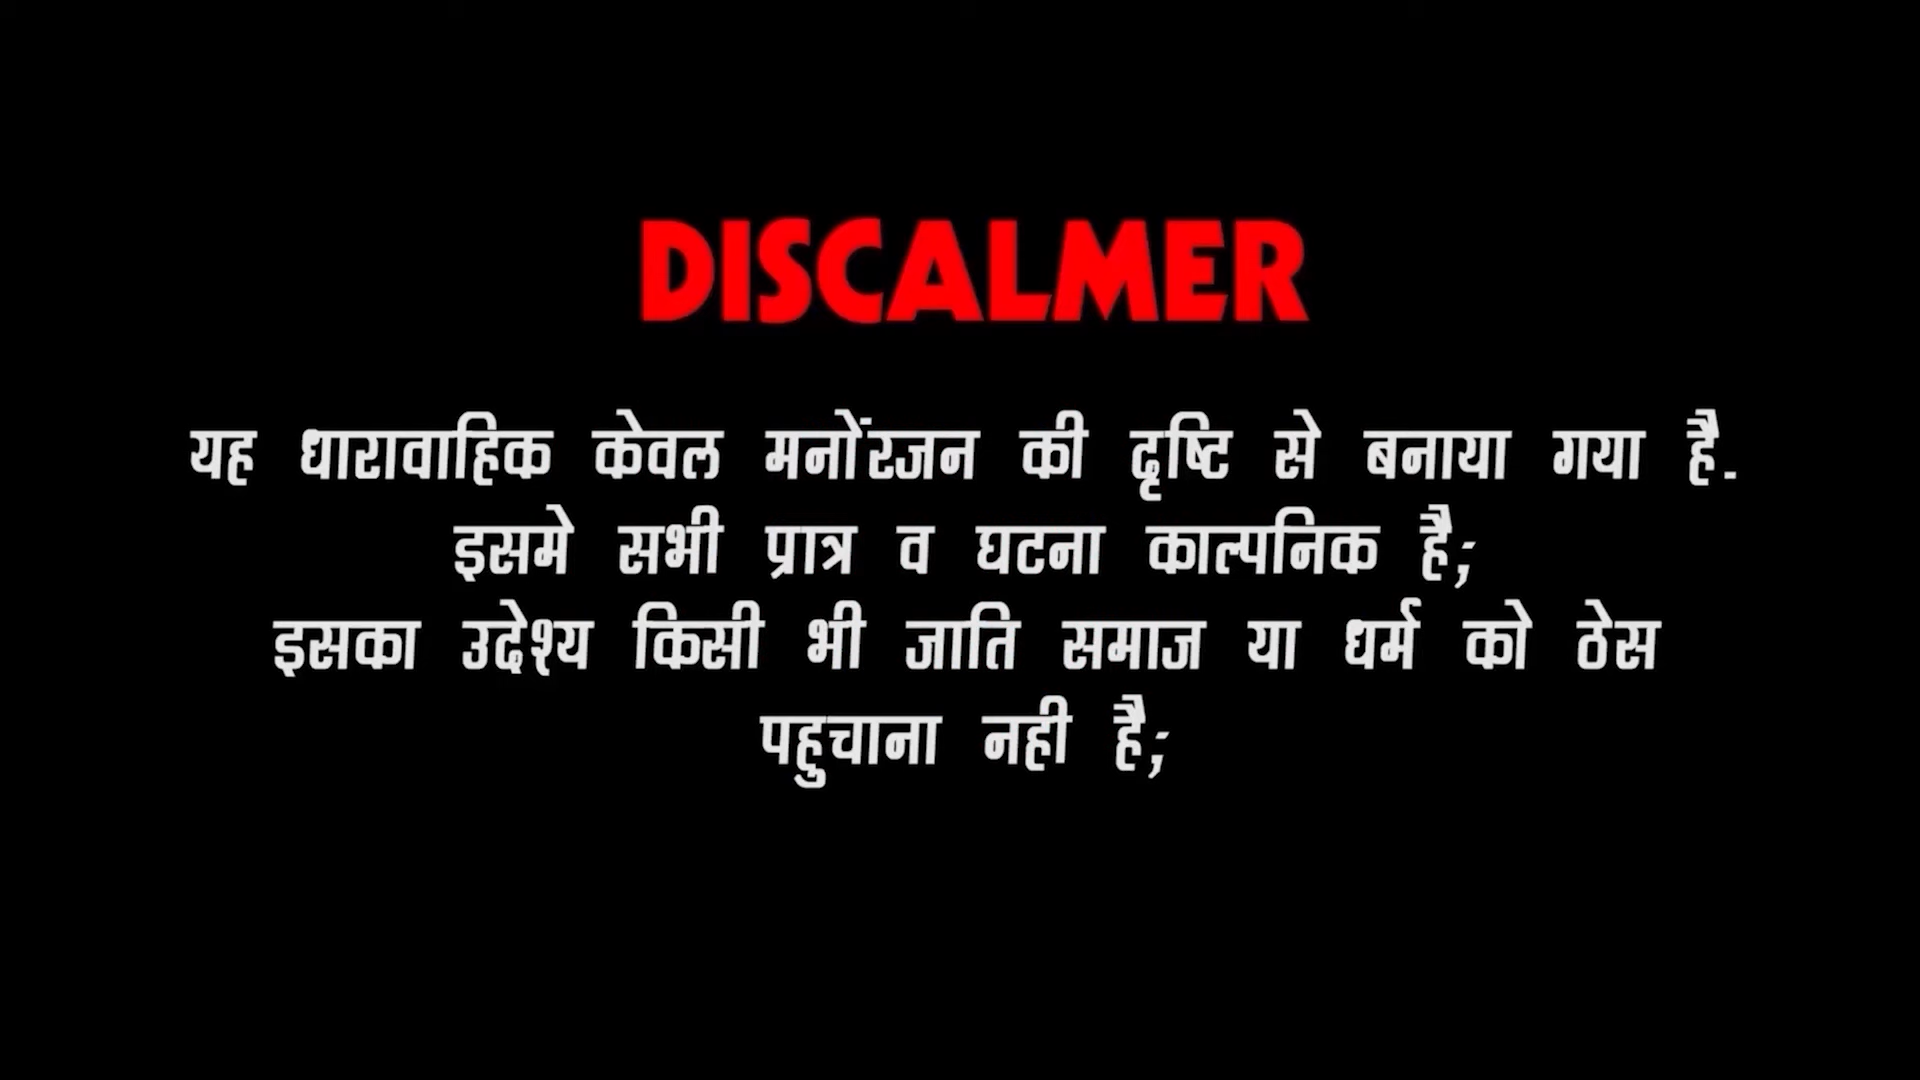 DISCALMER
यह धारावाहिक केवल मनोंरजन की दृष्टि से बनाया गया है.
इसमे सभी प्रात्र व घटना काल्पनिक है;
इसका उदेश्य किसी भी जाति समाज या धर्म को ठेस
पहुचाना नही है;